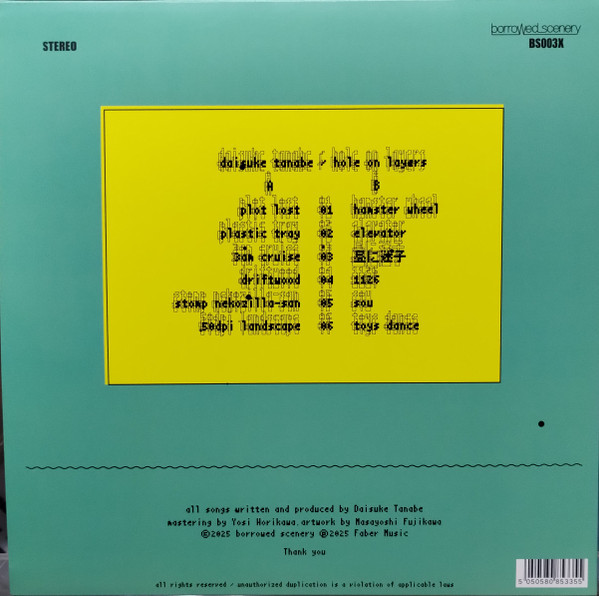 borrowed_scenery
STEREO BS003X
daisuke tanabe / hole on layers
A B
plot lost 01 hamster wheel
plastic tray 02 elevator
3am cruise 03 昼に迷子
driftwood 04 1126
stomp nekozilla-san 05 sou
50dpi landscape 06 toys dance
all songs written and produced by Daisuke Tanabe
mastering by Yosi Horikawa.artwork by Masayoshi Fujikawa
©2025 borrowed scenery ℗2025 Faber Music
Thank you
all rights reserved / unauthorized duplication is a violation of applicable laws
5 050580 853355